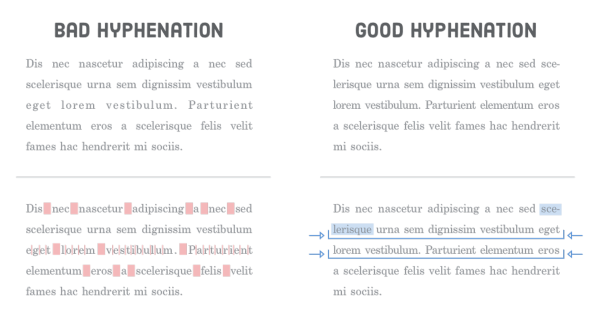 BAD HYPHENATION
Dis nec nascetur adipiscing a nec sed
scelerisque urna sem dignissim vestibulum
eget lorem vestibulum. Parturient
elementum eros a scelerisque felis velit
fames hac hendrerit mi sociis.
Dis nec nascetur adipiscing a nec sed
scelerisque urna sem dignissim vestibulum
eget lorem vestibulum. Parturient
elementum eros a scelerisque felis velit
fames hac hendrerit mi sociis.
GOOD HYPHENATION
Dis nec nascetur adipiscing a nec sed sce-
lerisque urna sem dignissim vestibulum eget
lorem vestibulum. Parturient elementum eros
a scelerisque felis velit fames hac hendrerit
mi sociis.
Dis nec nascetur adipiscing a nec sed sce-
lerisque urna sem dignissim vestibulum eget
lorem vestibulum. Parturient elementum eros
a scelerisque felis velit fames hac hendrerit
mi sociis.